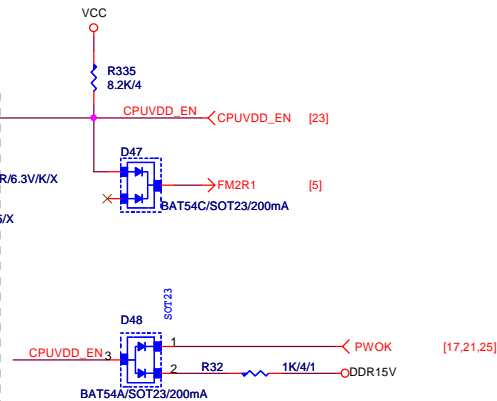 VCC
R335
8.2K/4
CPUVDD_EN
CPUVDD_EN [23]
D47
R/6.3V/K/X
FM2R1 [5]
BAT54C/SOT23/200mA
5/X
SOT23
D48
1
PWOK [17,21,25]
CPUVDD_EN 3
2 R32 1K/4/1 DDR15V
BAT54A/SOT23/200mA